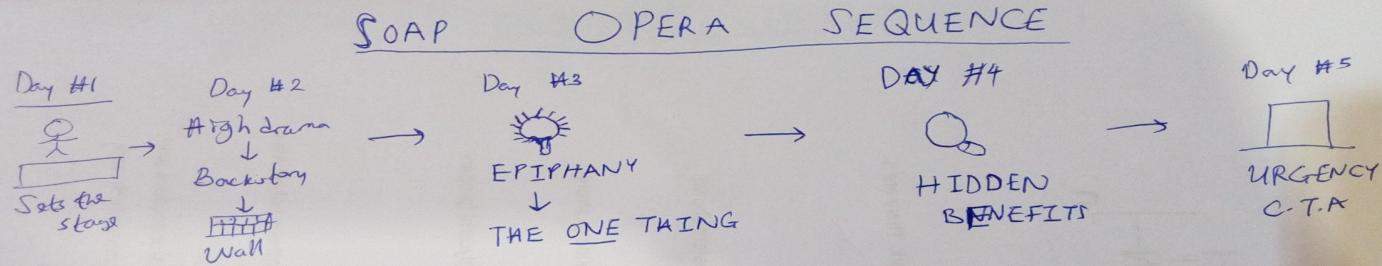 SOAP OPERA SEQUENCE
Day #1
Sets the
stage
Day #2
High drama
Backstory
Wall
Day #3
EPIPHANY
THE ONE THING
DAY #4
HIDDEN
BENEFITS
Day #5
URGENCY
C.T.A